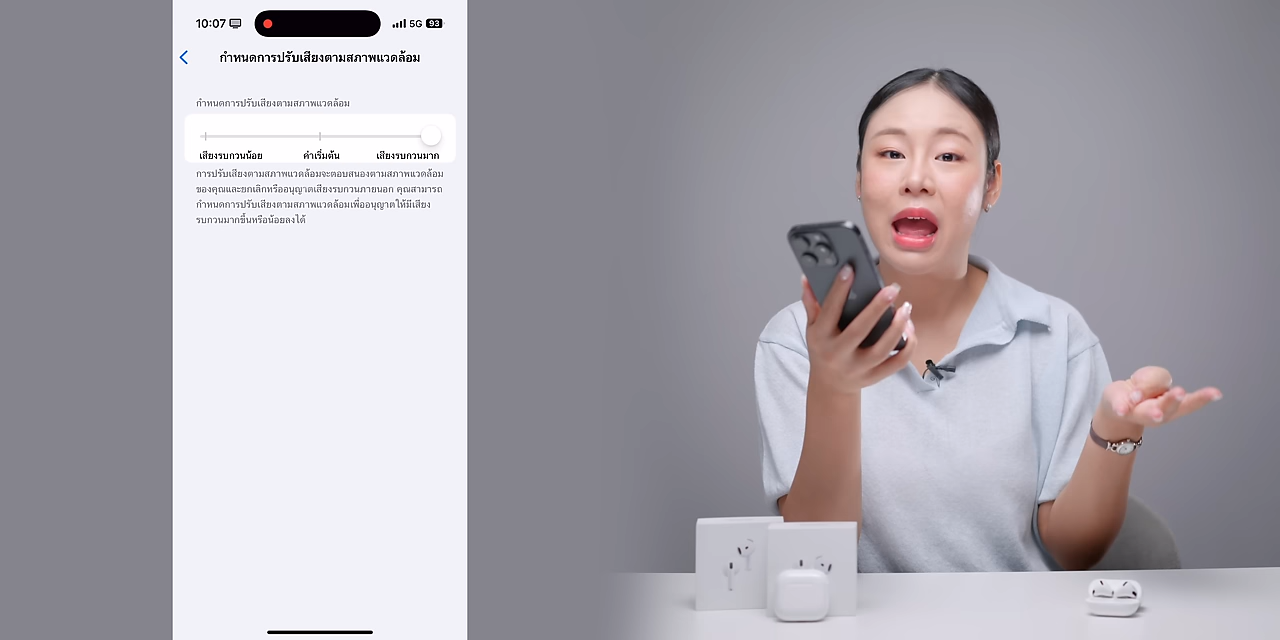 10:07
5G 93
กำหนดการปรับเสียงตามสภาพแวดล้อม
กำหนดการปรับเสียงตามสภาพแวดล้อม
เสียงรบกวนน้อย ค่าเริ่มต้น เสียงรบกวนมาก
การปรับเสียงตามสภาพแวดล้อมจะตอบสนองตามสภาพแวดล้อม
ของคุณและยกเลิกหรืออนุญาตเสียงรบกวนภายนอก คุณสามารถ
กำหนดการปรับเสียงตามสภาพแวดล้อมเพื่ออนุญาตให้มีเสียง
รบกวนมากขึ้นหรือน้อยลงได้